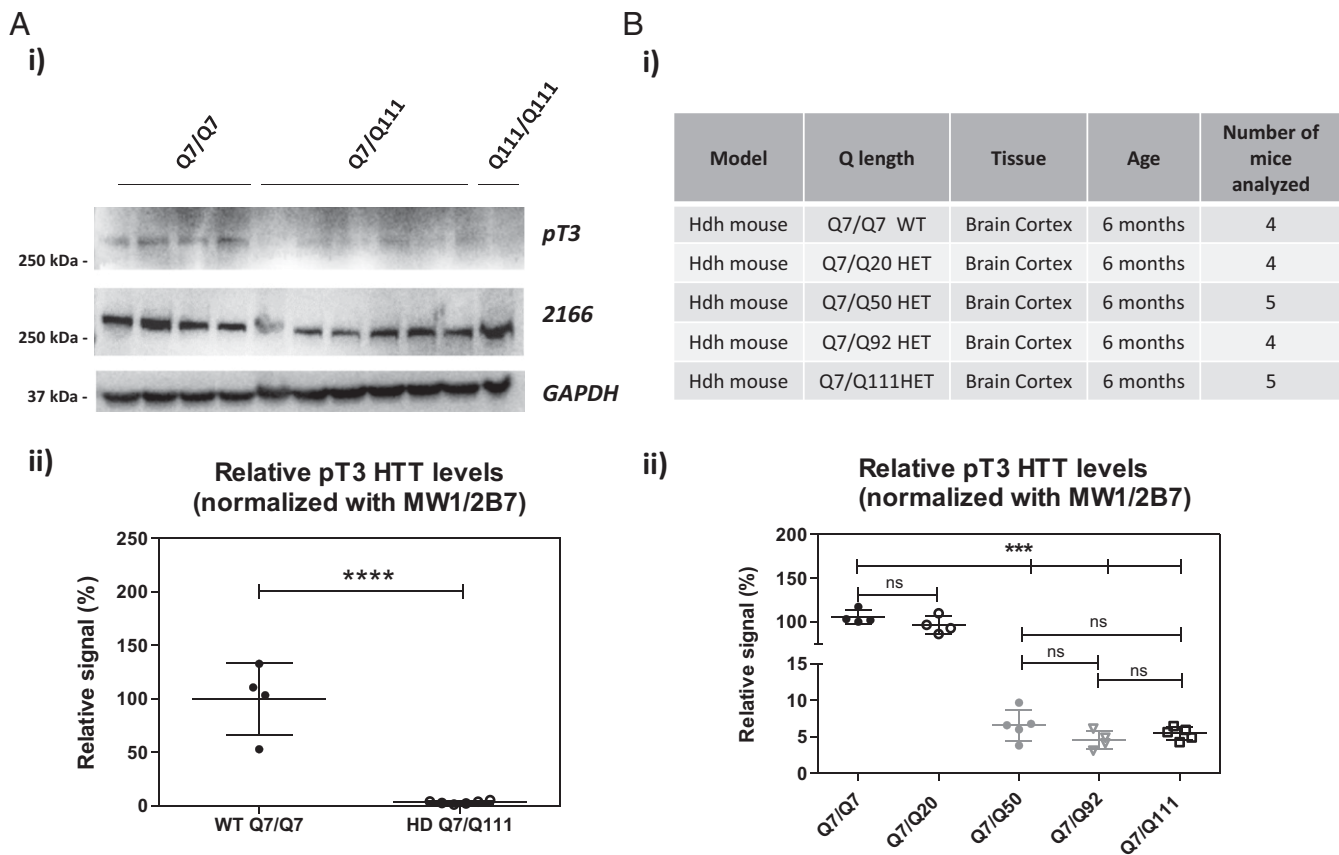 A
i)
Q7/Q7
Q7/Q111
Q111/Q111
pT3
250 kDa -
2166
250 kDa -
37 kDa -
GAPDH
ii)
Relative pT3 HTT levels
(normalized with MW1/2B7)
Relative signal (%)
250
200
150
100
50
0
****
WT Q7/Q7
HD Q7/Q111
B
i)
Model Q length Tissue Age Number of mice analyzed
Hdh mouse Q7/Q7 WT Brain Cortex 6 months 4
Hdh mouse Q7/Q20 HET Brain Cortex 6 months 4
Hdh mouse Q7/Q50 HET Brain Cortex 6 months 5
Hdh mouse Q7/Q92 HET Brain Cortex 6 months 4
Hdh mouse Q7/Q111HET Brain Cortex 6 months 5
ii)
Relative pT3 HTT levels
(normalized with MW1/2B7)
Relative signal (%)
200
150
100
15
10
5
0
***
ns
ns
ns
ns
Q7/Q7
Q7/Q20
Q7/Q50
Q7/Q92
Q7/Q111